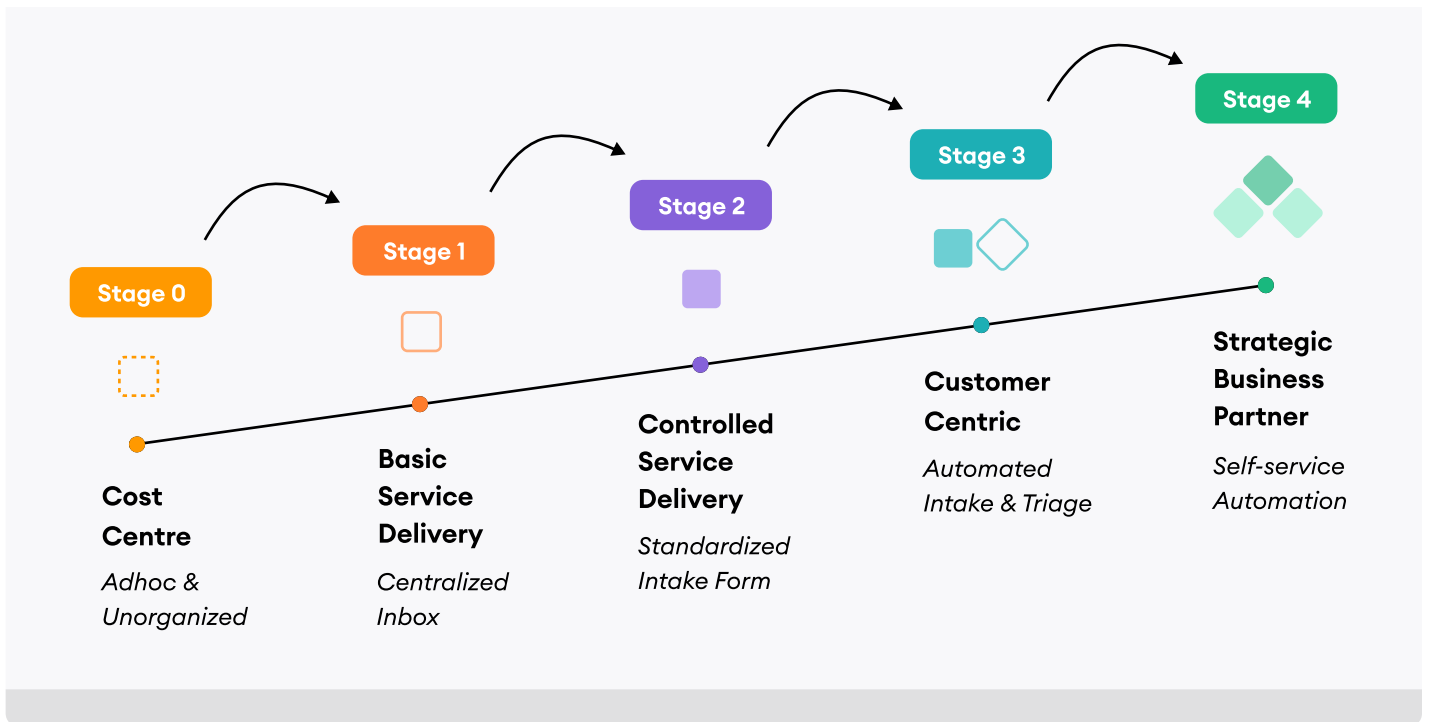 Stage 0
Cost
Centre
Adhoc &
Unorganized
Stage 1
Basic
Service
Delivery
Centralized
Inbox
Stage 2
Controlled
Service
Delivery
Standardized
Intake Form
Stage 3
Customer
Centric
Automated
Intake & Triage
Stage 4
Strategic
Business
Partner
Self-service
Automation